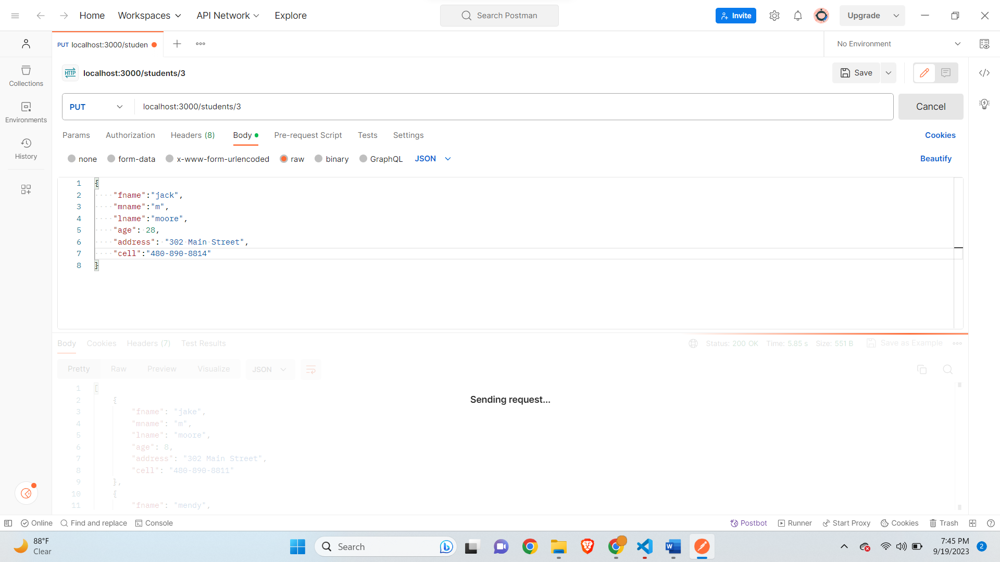 Home Workspaces API Network Explore Search Postman Invite Upgrade
PUT localhost:3000/studen No Environment
HTTP localhost:3000/students/3 Save
PUT localhost:3000/students/3 Cancel
Params Authorization Headers (8) Body Pre-request Script Tests Settings Cookies
none form-data x-www-form-urlencoded raw binary GraphQL JSON Beautify
Collections
Environments
History
1 {
2 "fname":"jack",
3 "mname":"m",
4 "lname":"moore",
5 "age": 28,
6 "address": "302 Main Street",
7 "cell":"480-890-8814"
8 }
Body Cookies Headers (7) Test Results Status: 200 OK Time: 5.85 s Size: 551 B Save as Example
Pretty Raw Preview Visualize JSON
Sending request...
1 [
2 {
3 "fname": "jake",
4 "mname": "m",
5 "lname": "moore",
6 "age": 8,
7 "address": "302 Main Street",
8 "cell": "480-890-8811"
9 },
10 {
11 "fname": "mendy",
Online Find and replace Console Postbot Runner Start Proxy Cookies Trash
88°F
Clear
Search
7:45 PM
9/19/2023
2